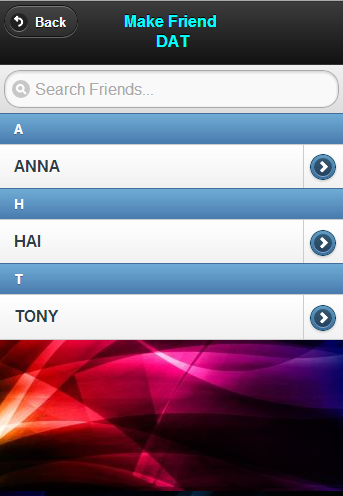 Back
Make Friend
DAT
Search Friends...
A
ANNA
H
HAI
T
TONY